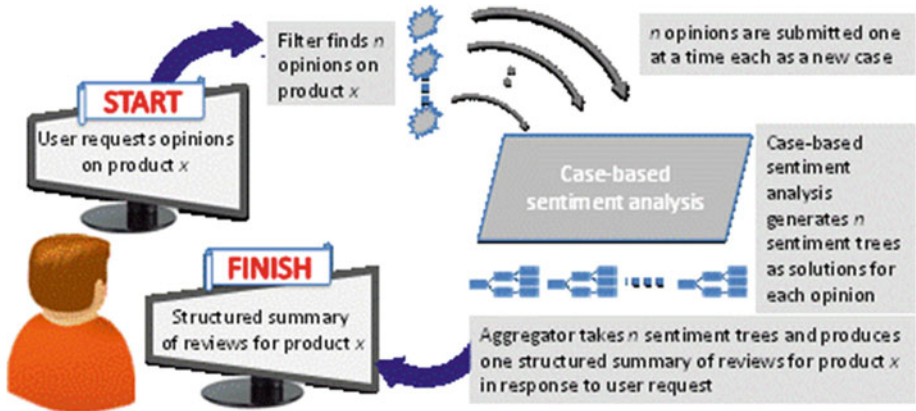 START
User requests opinions
on product x
Filter finds n
opinions on
product x
n opinions are submitted one
at a time each as a new case
Case-based
sentiment analysis
Case-based
sentiment
analysis
generates n
sentiment trees
as solutions for
each opinion
Aggregator takes n sentiment trees and produces
one structured summary of reviews for product x
in response to user request
FINISH
Structured summary
of reviews for product x